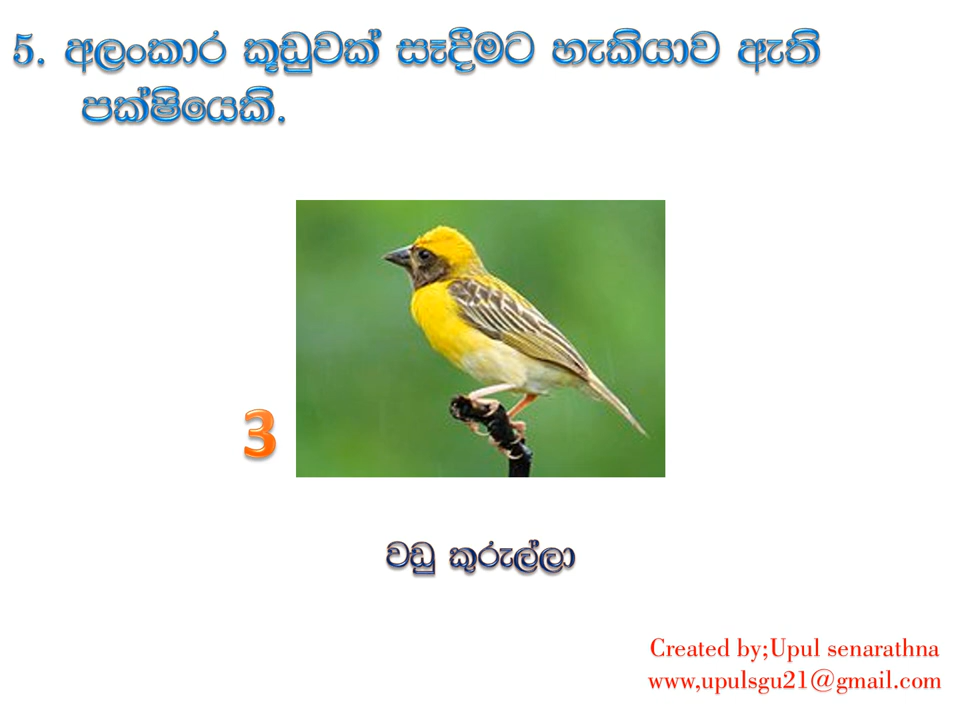 5. අලංකාර කූඩුවක් සෑදීමට හැකියාව ඇති
පක්ෂියෙකි.
3
වඩු කුරුල්ලා
Created by;Upul senarathna
www,upulsgu21@gmail.com